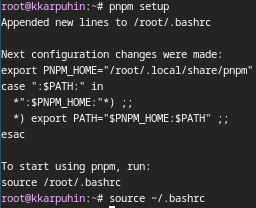 root@kkarpuhin:~# pnpm setup
Appended new lines to /root/.bashrc

Next configuration changes were made:
export PNPM_HOME="/root/.local/share/pnpm"
case ":$PATH:" in
  *":$PNPM_HOME:"*) ;;
  *) export PATH="$PNPM_HOME:$PATH" ;;
esac

To start using pnpm, run:
source /root/.bashrc
root@kkarpuhin:~# source ~/.bashrc